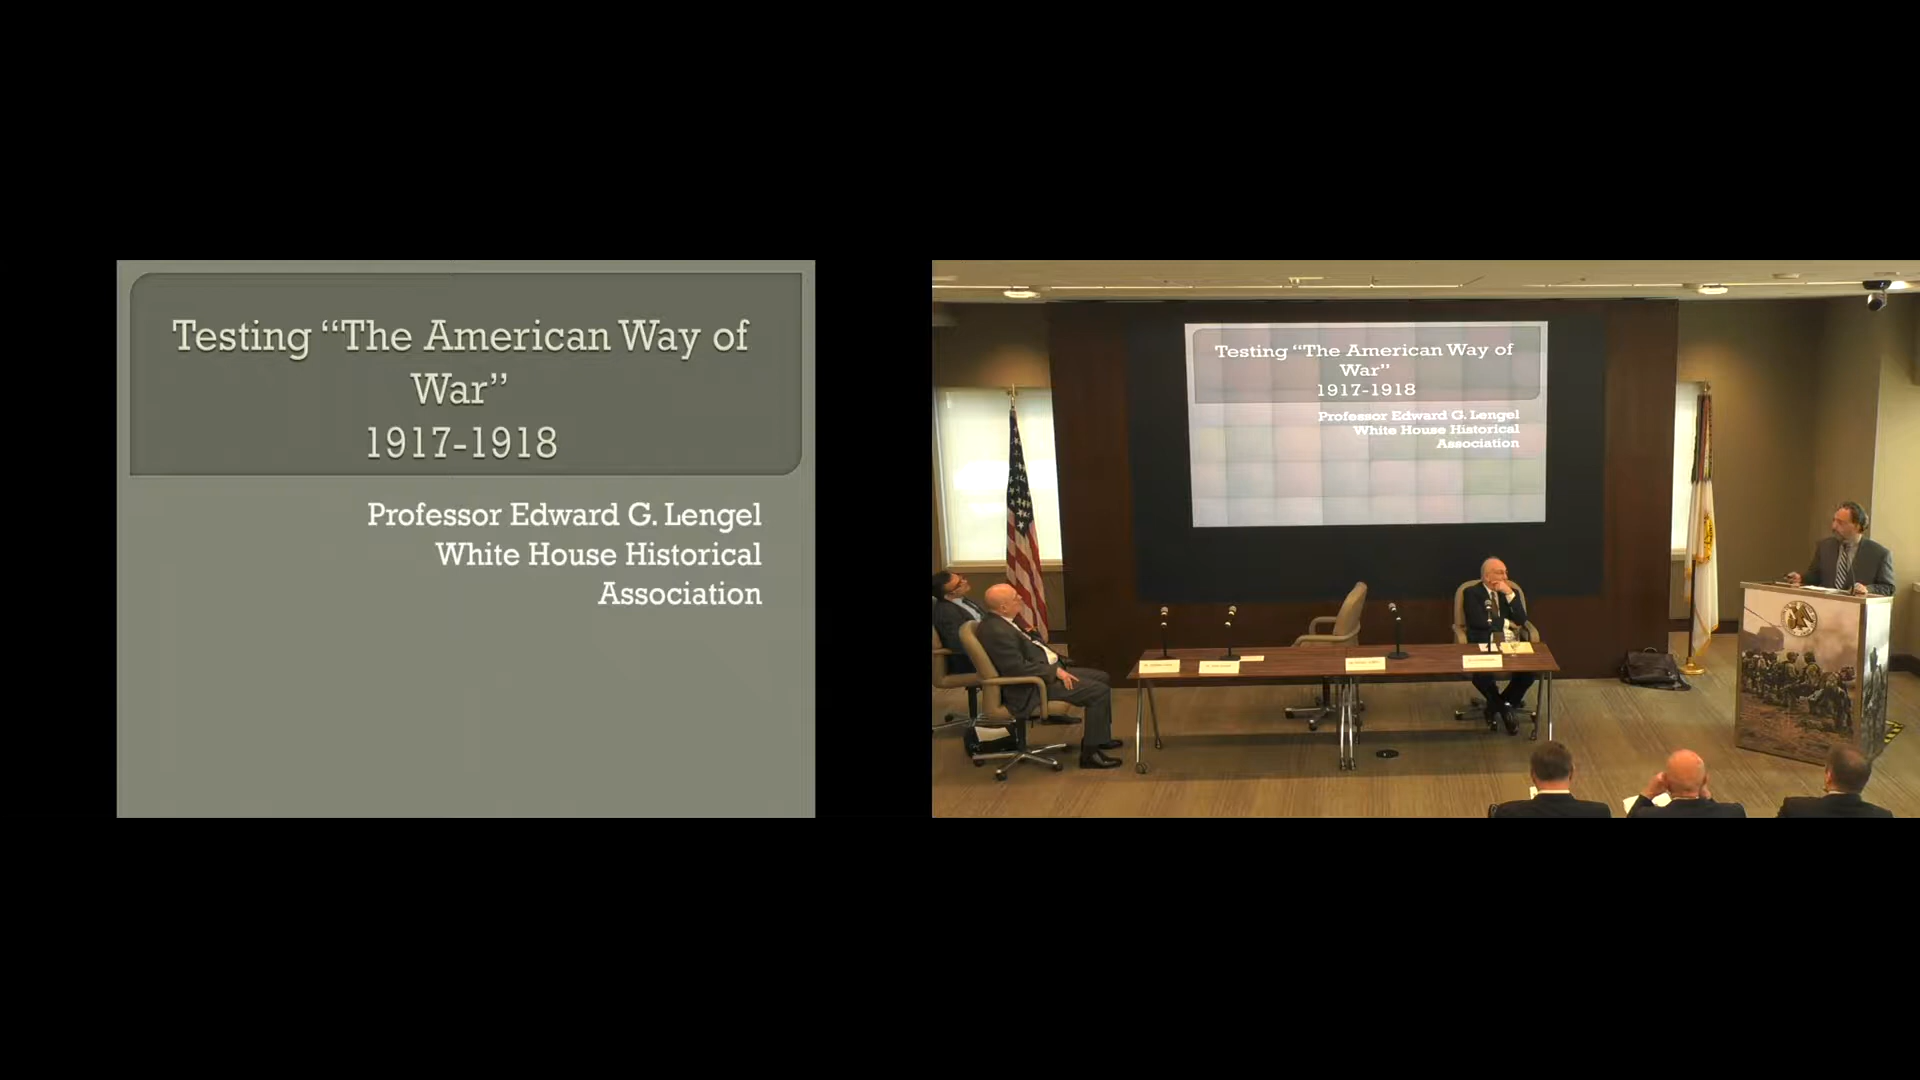 Testing “The American Way of
War”
1917-1918
Professor Edward G. Lengel
White House Historical
Association
Testing “The American Way of
War”
1917-1918
Professor Edward G. Lengel
White House Historical
Association